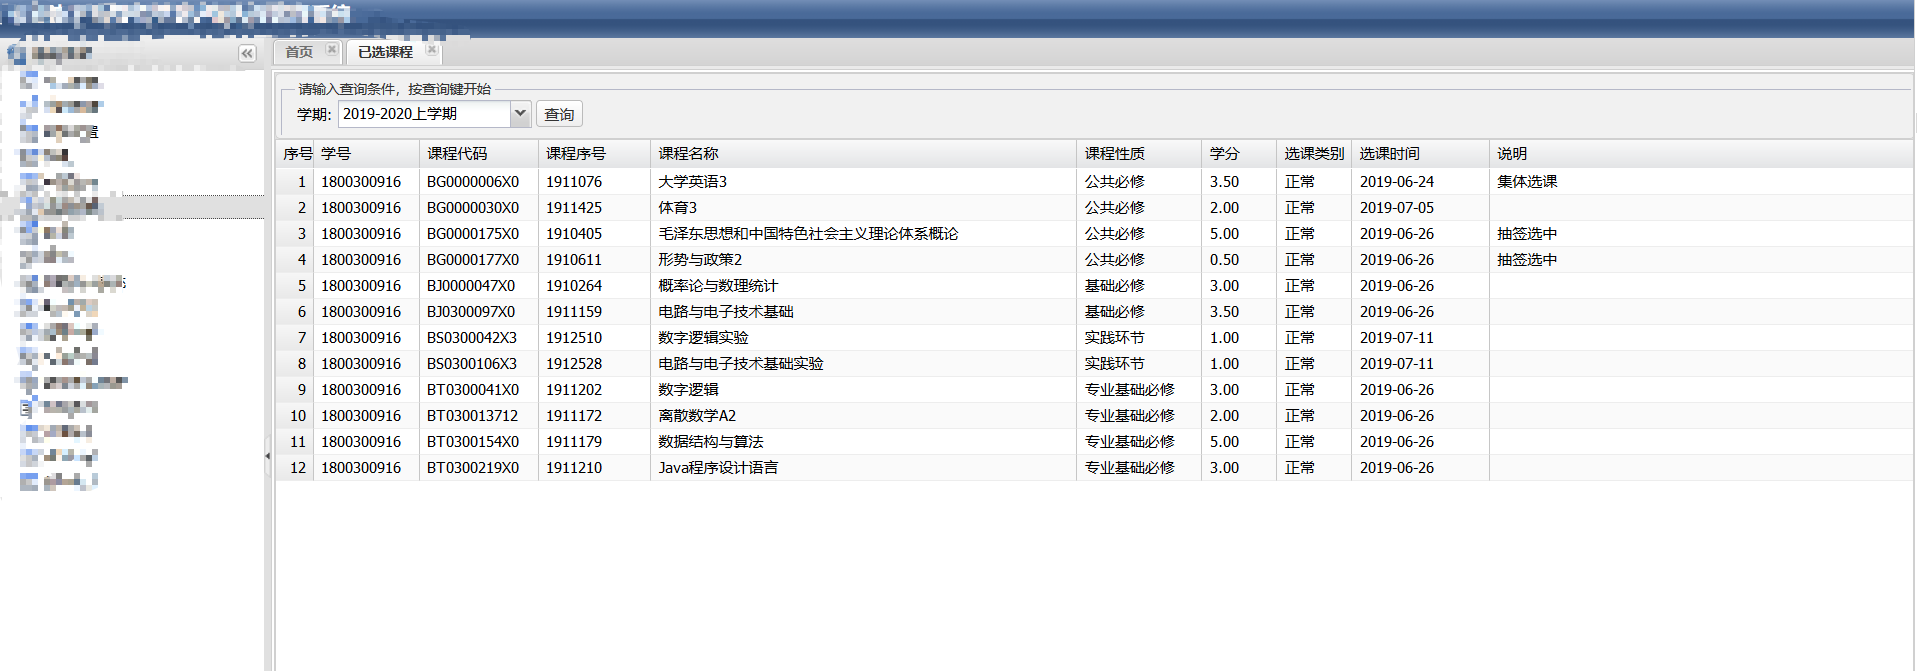 系统
首页 已选课程
置
请输入查询条件，按查询键开始
学期: 2019-2020上学期 查询
序号 学号 课程代码 课程序号 课程名称 课程性质 学分 选课类别 选课时间 说明
1 1800300916 BG0000006X0 1911076 大学英语3 公共必修 3.50 正常 2019-06-24 集体选课
2 1800300916 BG0000030X0 1911425 体育3 公共必修 2.00 正常 2019-07-05
3 1800300916 BG0000175X0 1910405 毛泽东思想和中国特色社会主义理论体系概论 公共必修 5.00 正常 2019-06-26 抽签选中
4 1800300916 BG0000177X0 1910611 形势与政策2 公共必修 0.50 正常 2019-06-26 抽签选中
5 1800300916 BJ0000047X0 1910264 概率论与数理统计 基础必修 3.00 正常 2019-06-26
6 1800300916 BJ0300097X0 1911159 电路与电子技术基础 基础必修 3.50 正常 2019-06-26
7 1800300916 BS0300042X3 1912510 数字逻辑实验 实践环节 1.00 正常 2019-07-11
8 1800300916 BS0300106X3 1912528 电路与电子技术基础实验 实践环节 1.00 正常 2019-07-11
9 1800300916 BT0300041X0 1911202 数字逻辑 专业基础必修 3.00 正常 2019-06-26
10 1800300916 BT030013712 1911172 离散数学A2 专业基础必修 2.00 正常 2019-06-26
11 1800300916 BT0300154X0 1911179 数据结构与算法 专业基础必修 5.00 正常 2019-06-26
12 1800300916 BT0300219X0 1911210 Java程序设计语言 专业基础必修 3.00 正常 2019-06-26